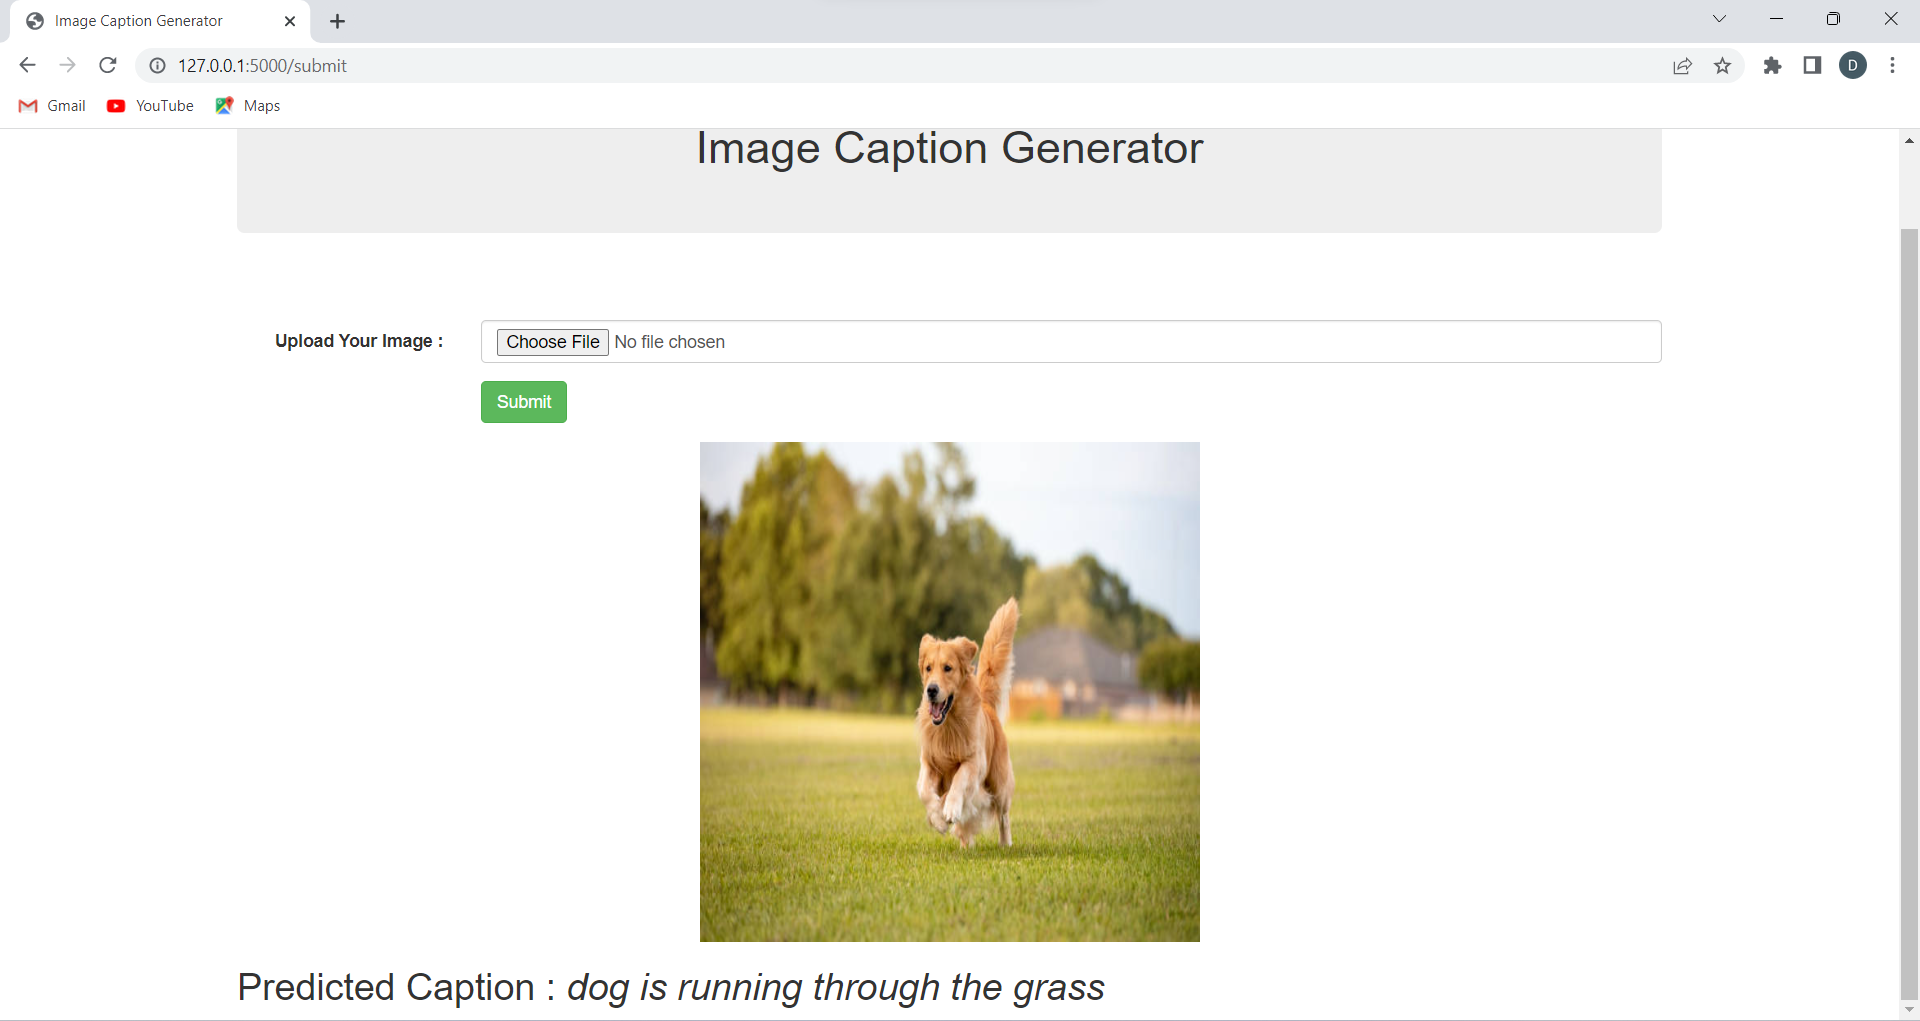 Image Caption Generator
127.0.0.1:5000/submit
D
Gmail
YouTube
Maps
Image Caption Generator
Upload Your Image :
Choose File No file chosen
Submit
Predicted Caption : dog is running through the grass